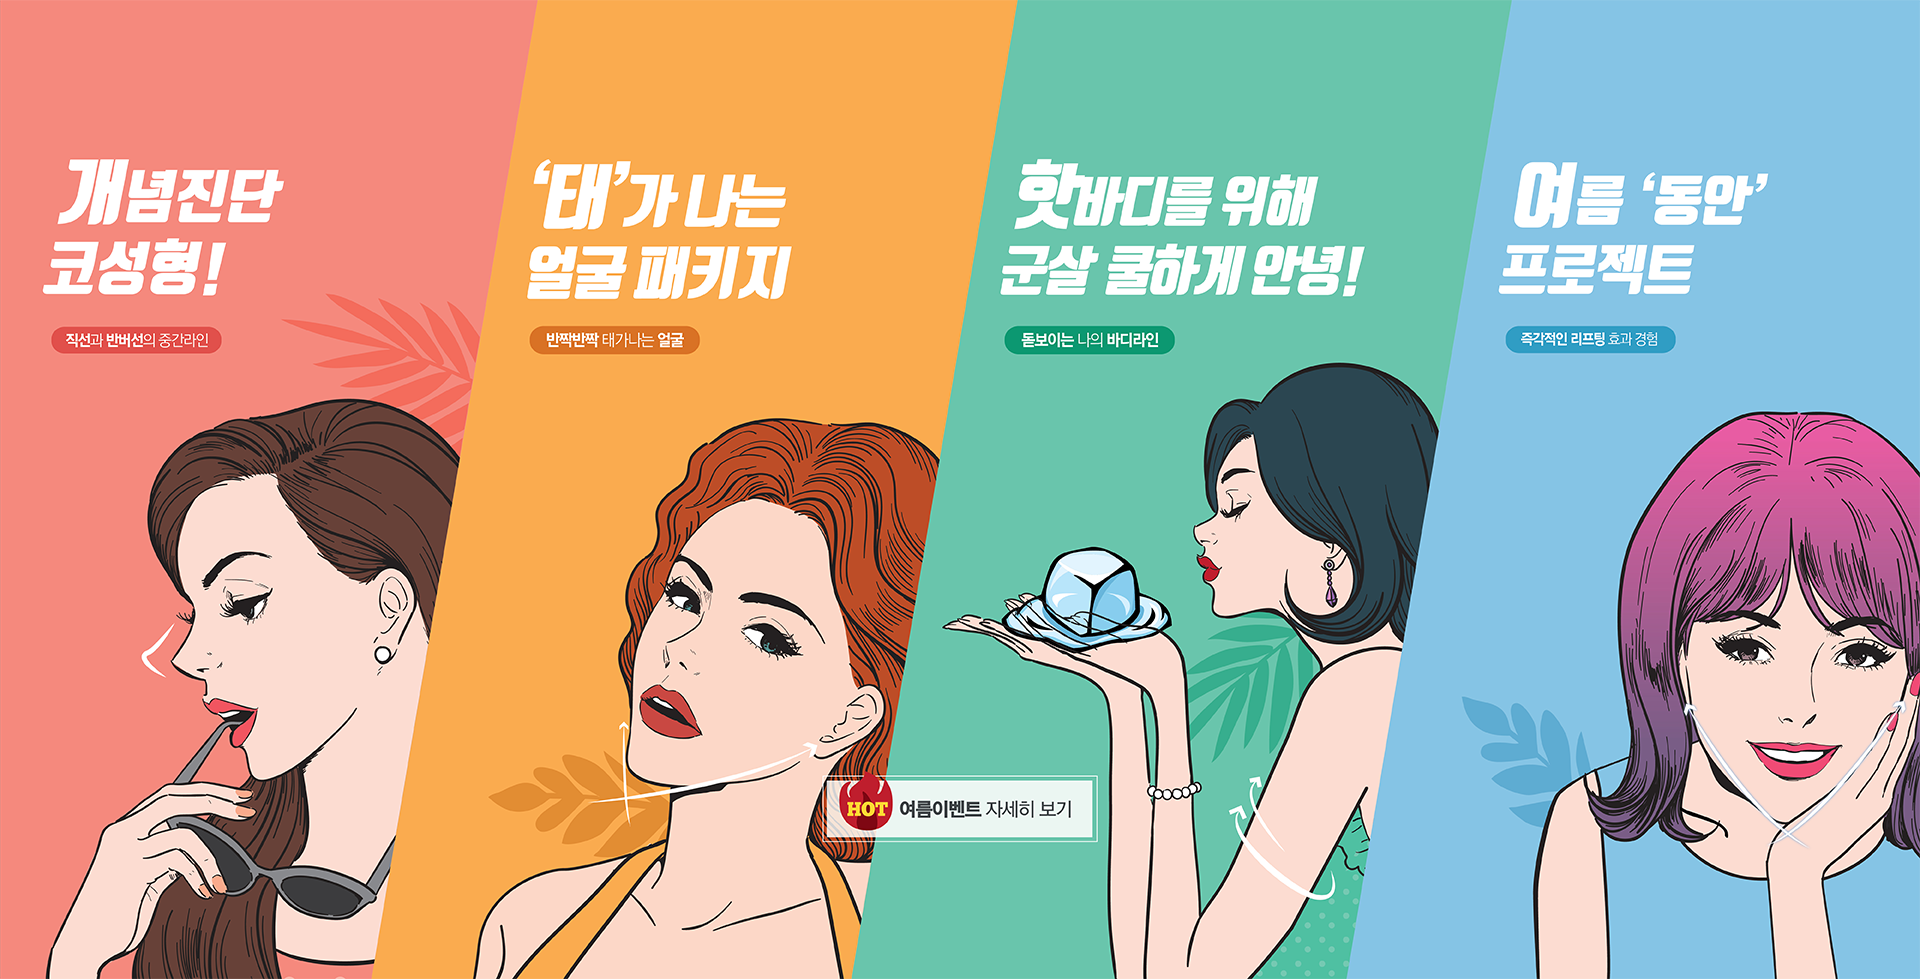 개념진단
코성형!
직선과 반버선의 중간라인
‘태’가 나는
얼굴 패키지
반짝반짝 태가나는 얼굴
핫바디를 위해
군살 쿨하게 안녕!
돋보이는 나의 바디라인
여름 ‘동안’
프로젝트
즉각적인 리프팅 효과 경험
HOT 여름이벤트 자세히 보기